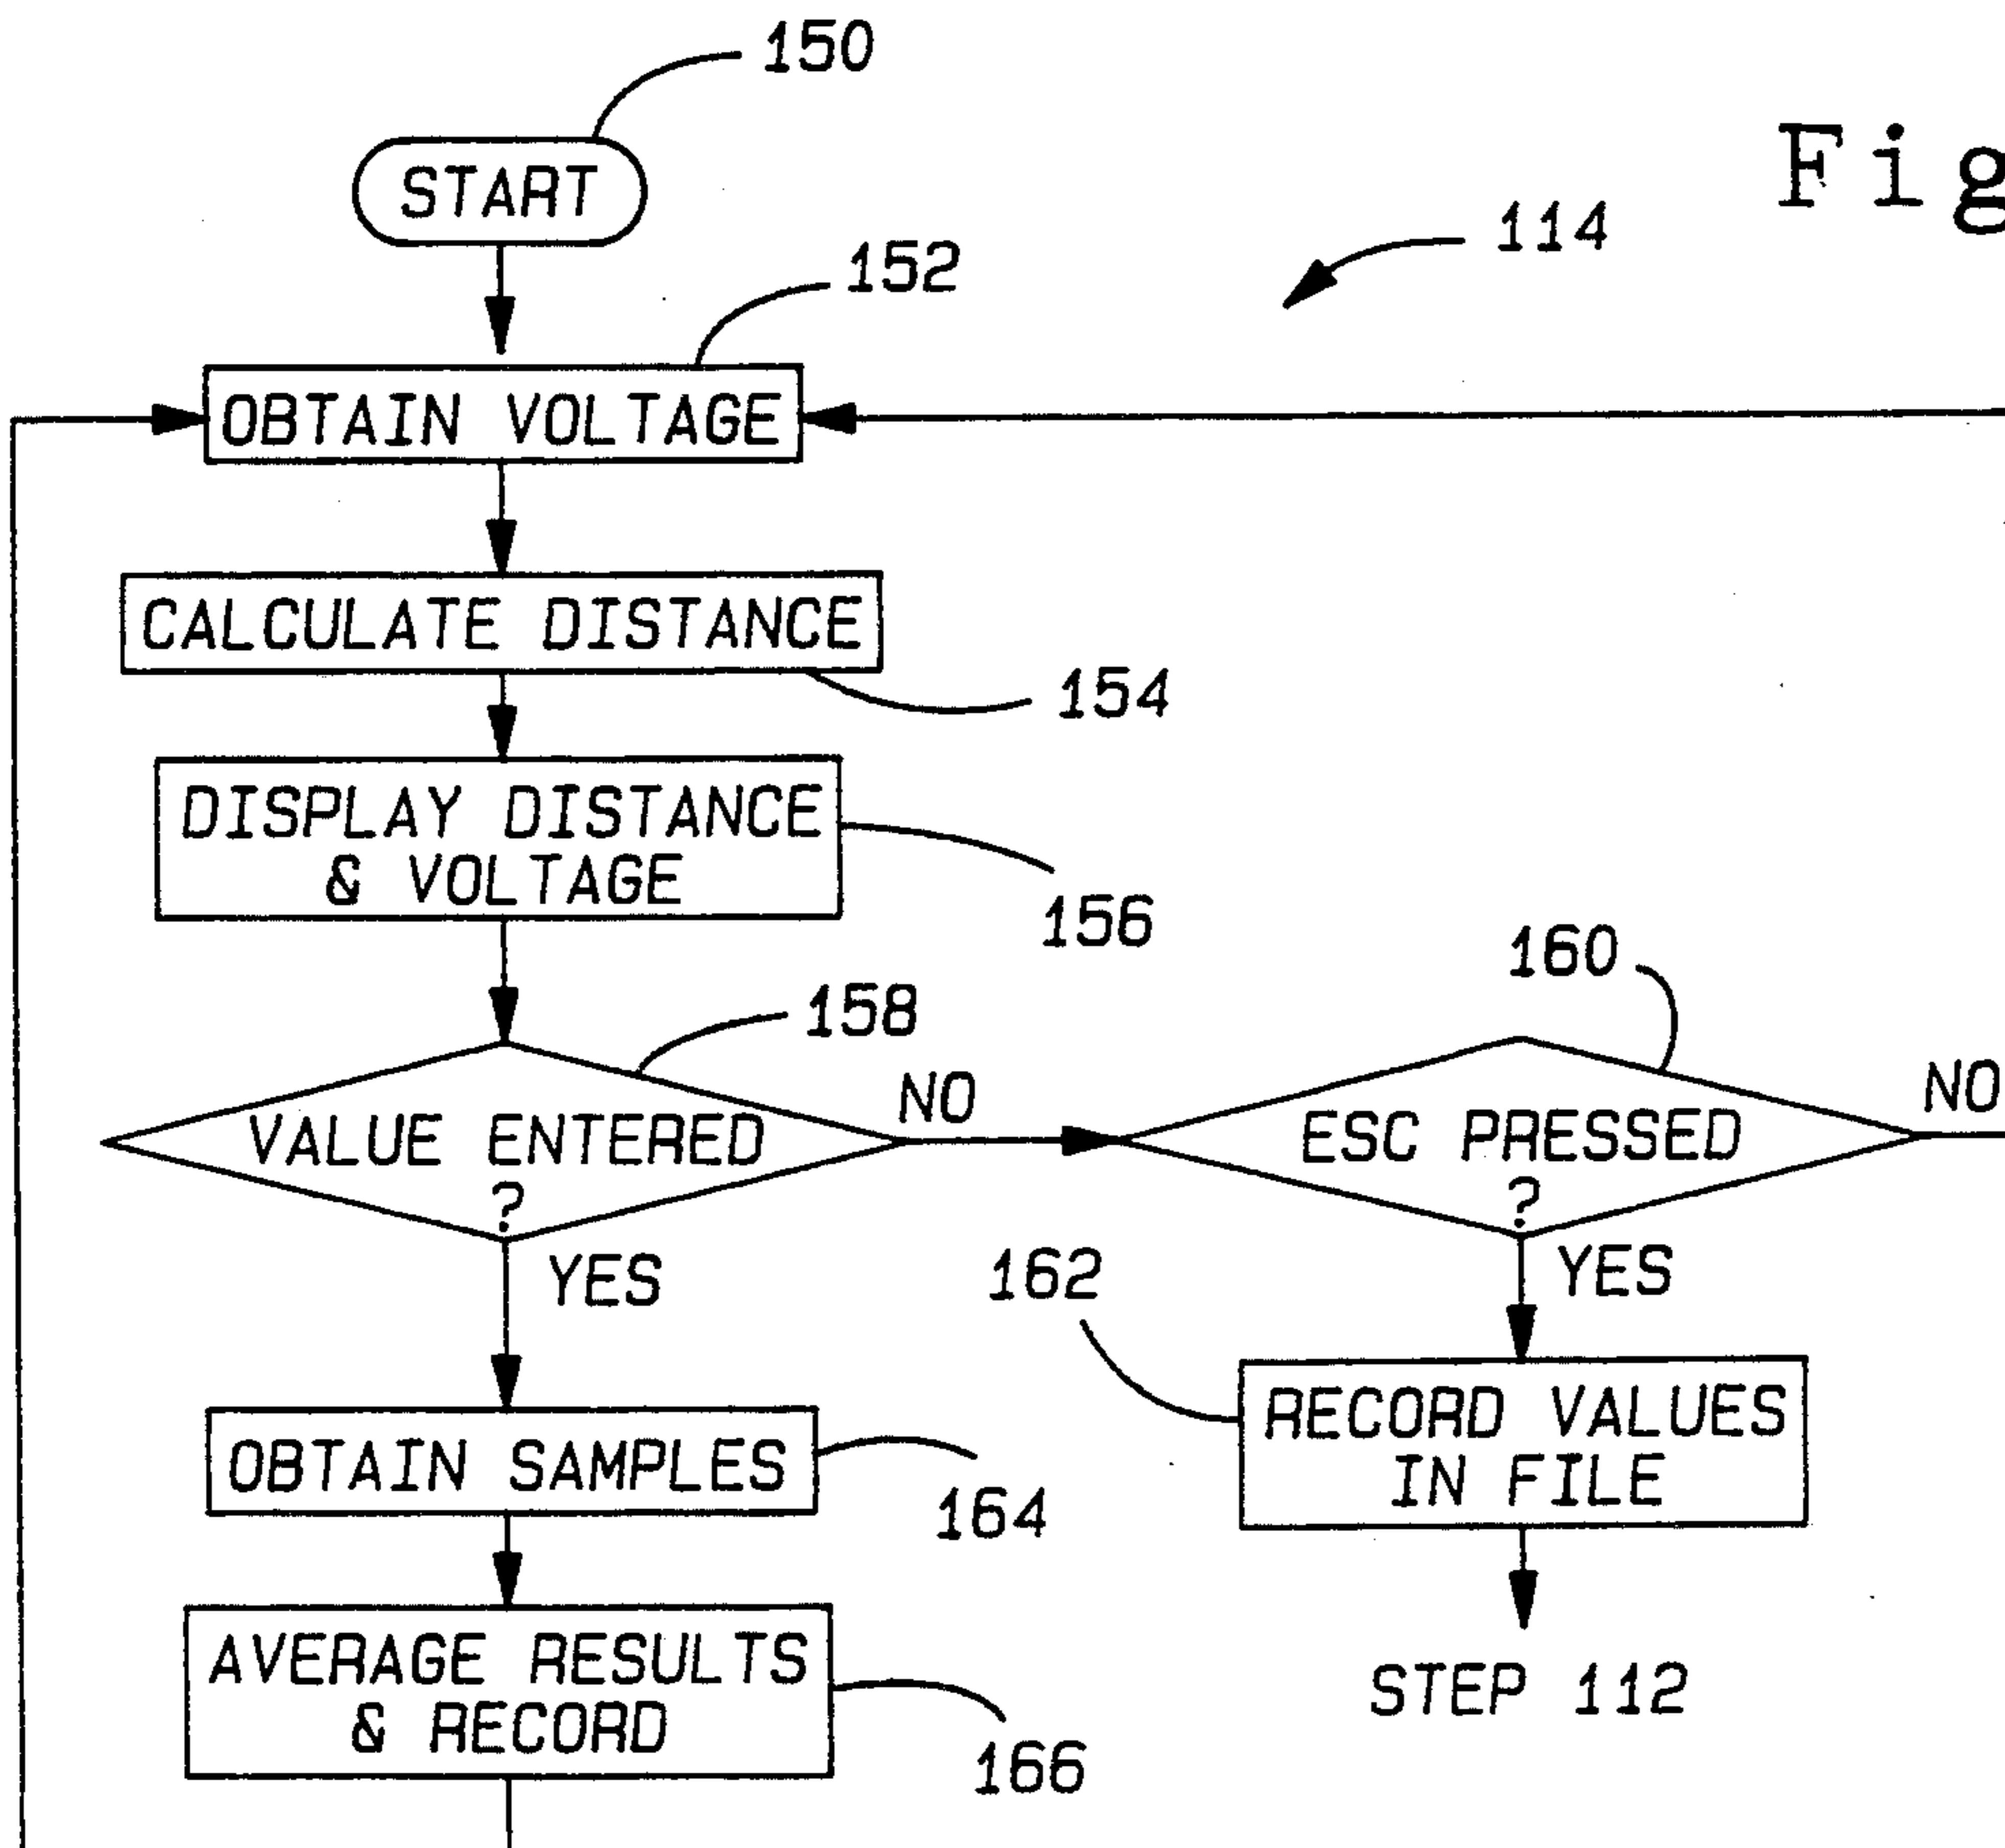 150
START
Fig
114
152
OBTAIN VOLTAGE
CALCULATE DISTANCE
154
DISPLAY DISTANCE
& VOLTAGE
156
160
158
NO
NO
VALUE ENTERED
?
ESC PRESSED
?
YES
162
YES
RECORD VALUES
IN FILE
OBTAIN SAMPLES
164
AVERAGE RESULTS
& RECORD
STEP 112
166